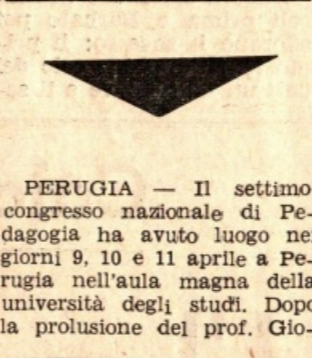 PERUGIA — Il settimo
congresso nazionale di Pe-
dagogia ha avuto luogo nei
giorni 9, 10 e 11 aprile a Pe-
rugia nell'aula magna della
università degli studi. Dopo
la prolusione del prof. Gio-